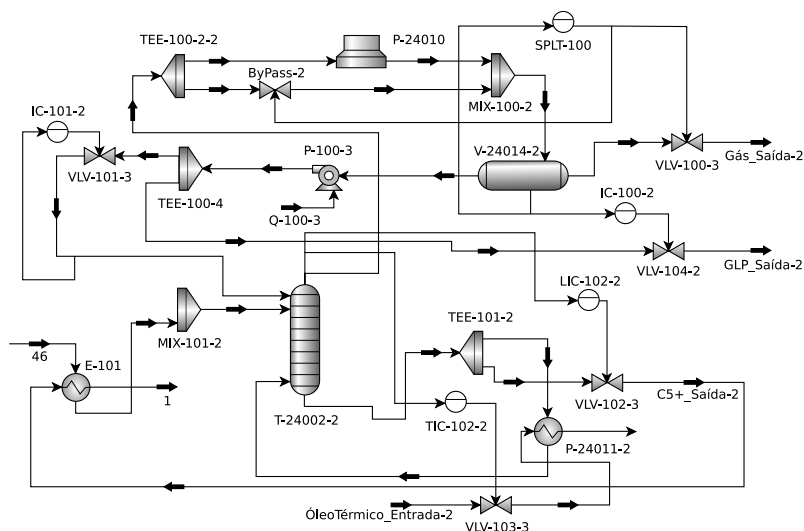 P-24010
TEE-100-2-2
SPLT-100
ByPass-2
MIX-100-2
IC-101-2
P-100-3
V-24014-2
VLV-100-3
Gás_Saída-2
VLV-101-3
TEE-100-4
IC-100-2
Q-100-3
VLV-104-2
GLP_Saída-2
LIC-102-2
TEE-101-2
MIX-101-2
46
E-101
1
VLV-102-3
C5+_Saída-2
T-24002-2
TIC-102-2
P-24011-2
ÓleoTérmico_Entrada-2
VLV-103-3